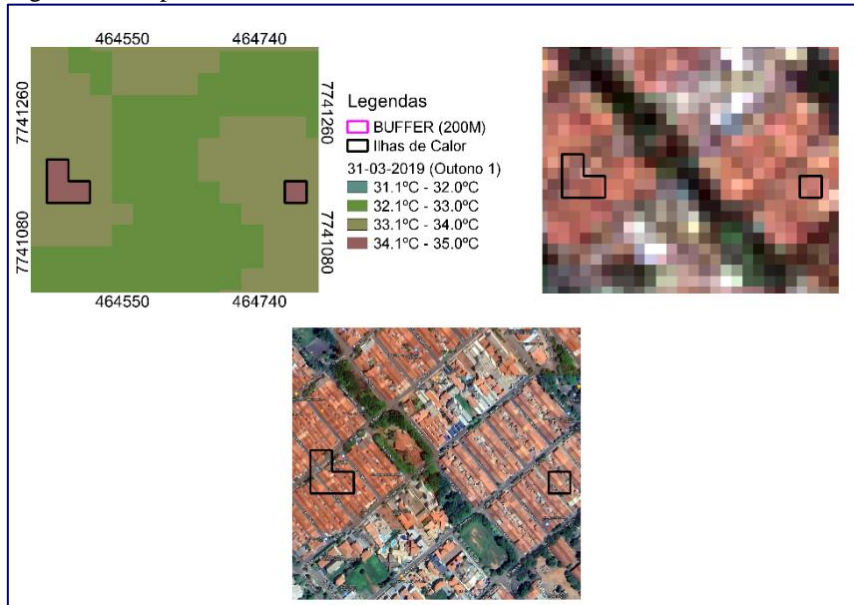 464550 464740
7741260
7741080
7741260
7741080
464550 464740
Legendas
BUFFER (200M)
Ilhas de Calor
31-03-2019 (Outono 1)
31.1ºC - 32.0ºC
32.1ºC - 33.0ºC
33.1ºC - 34.0ºC
34.1ºC - 35.0ºC